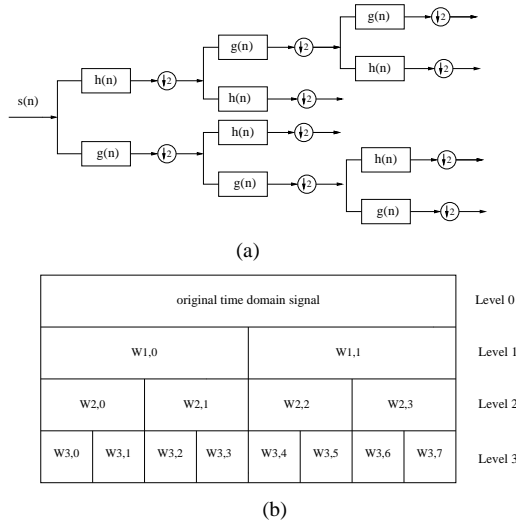 g(n) 2
g(n) 2
h(n) 2
h(n) 2
s(n)
h(n) 2
h(n) 2
g(n) 2
h(n) 2
g(n) 2
g(n) 2
(a)
original time domain signal Level 0
W1,0 W1,1 Level 1
W2,0 W2,1 W2,2 W2,3 Level 2
W3,0 W3,1 W3,2 W3,3 W3,4 W3,5 W3,6 W3,7 Level 3
(b)